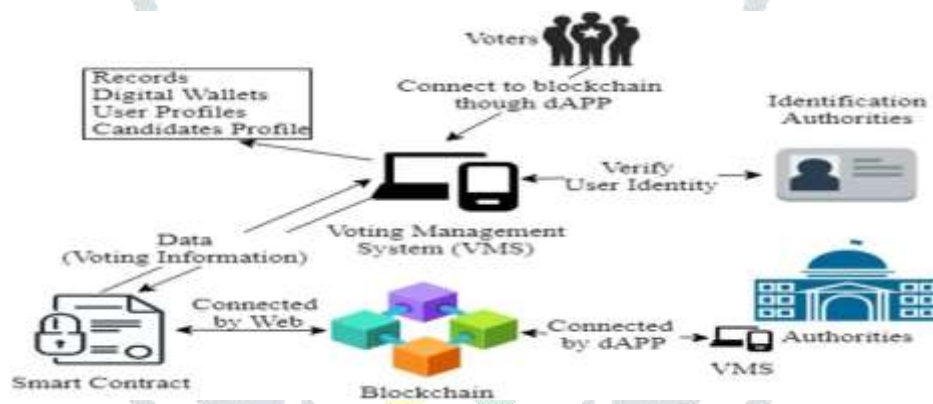 Voters
Connect to blockchain
though dAPP
Records
Digital Wallets
User Profiles
Candidates Profile
Identification
Authorities
Verify
User Identity
Voting Management
System (VMS)
Data
(Voting Information)
Connected
by Web
Connected
by dAPP
Authorities
VMS
Smart Contract
Blockchain